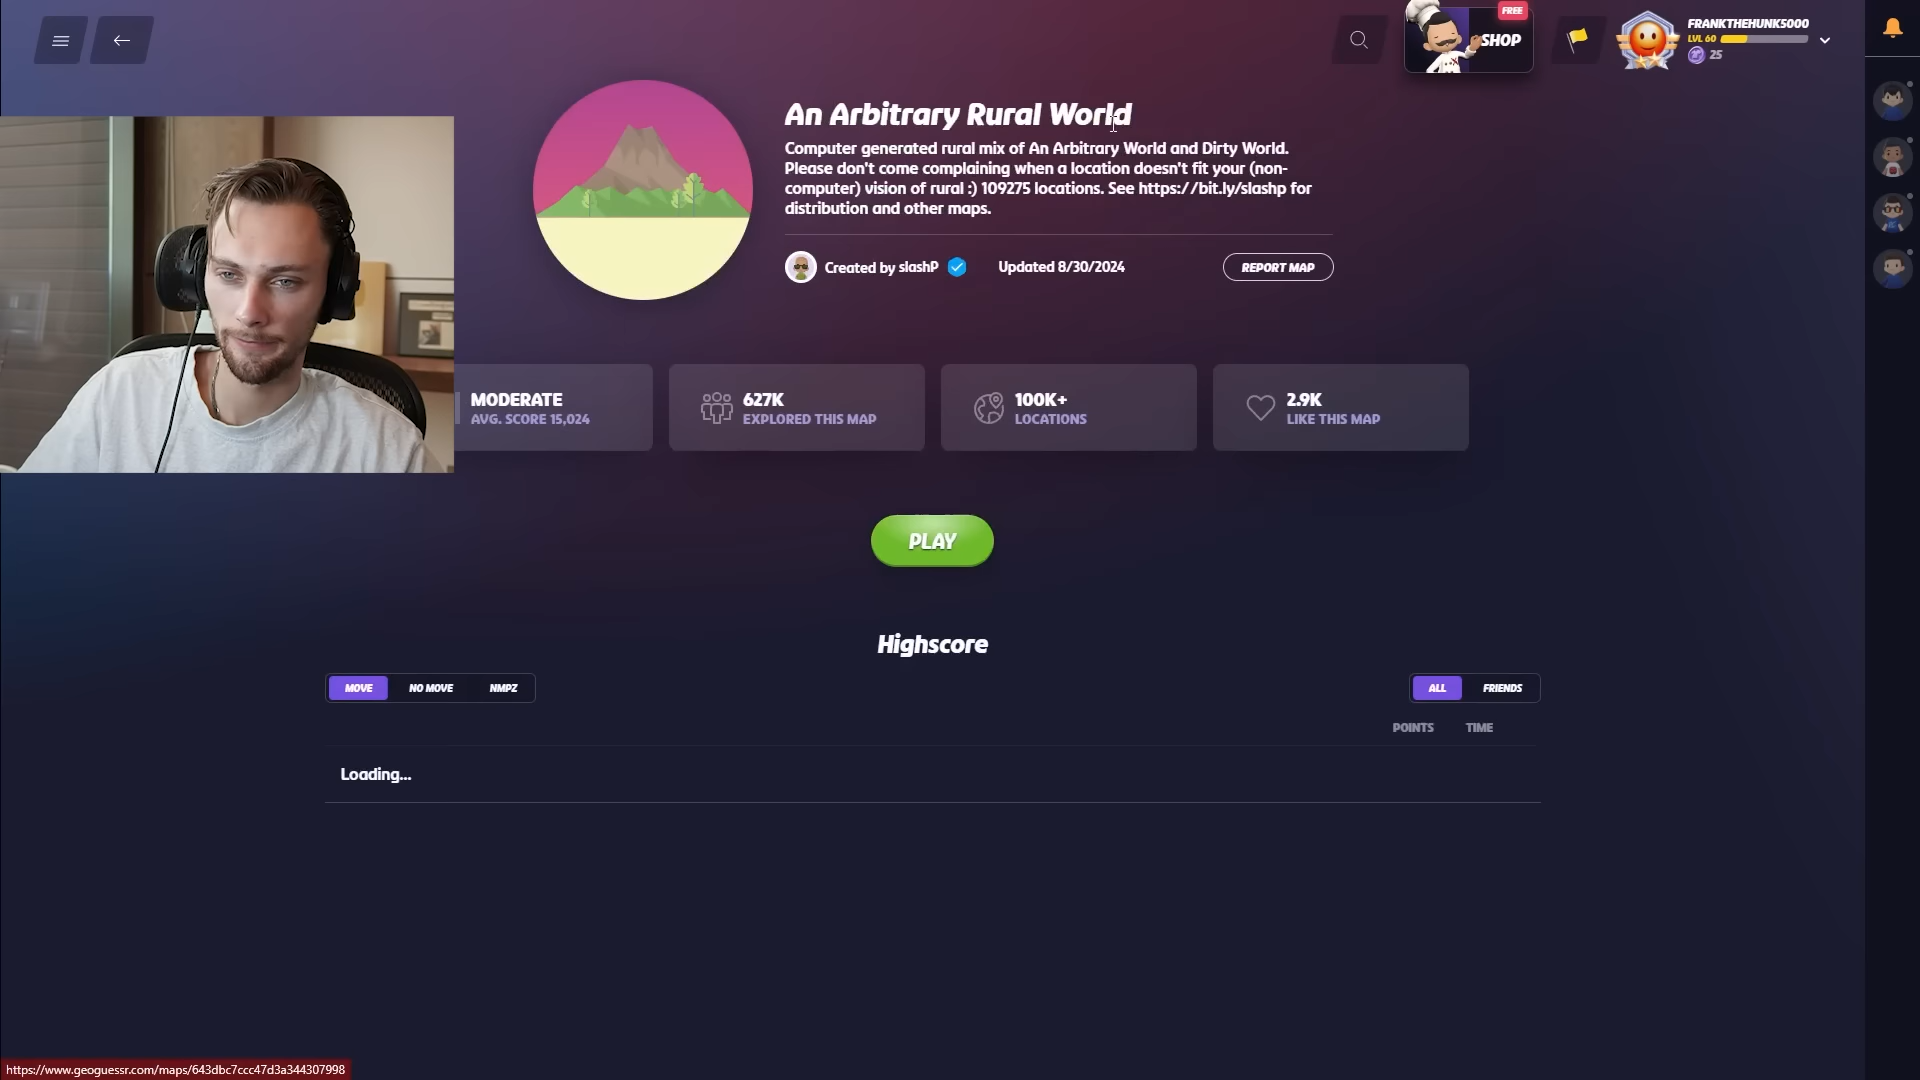 FREE
SHOP
FRANKTHEHUNK5000
LVL 60
25
An Arbitrary Rural World
Computer generated rural mix of An Arbitrary World and Dirty World.
Please don't come complaining when a location doesn't fit your (non-
computer) vision of rural :) 109275 locations. See https://bit.ly/slashp for
distribution and other maps.
Created by slashP
Updated 8/30/2024
REPORT MAP
MODERATE
AVG. SCORE 15,024
627K
EXPLORED THIS MAP
100K+
LOCATIONS
2.9K
LIKE THIS MAP
PLAY
Highscore
MOVE
NO MOVE
NMPZ
ALL
FRIENDS
POINTS
TIME
Loading...
https://www.geoguessr.com/maps/643dbc7ccc47d3a344307998